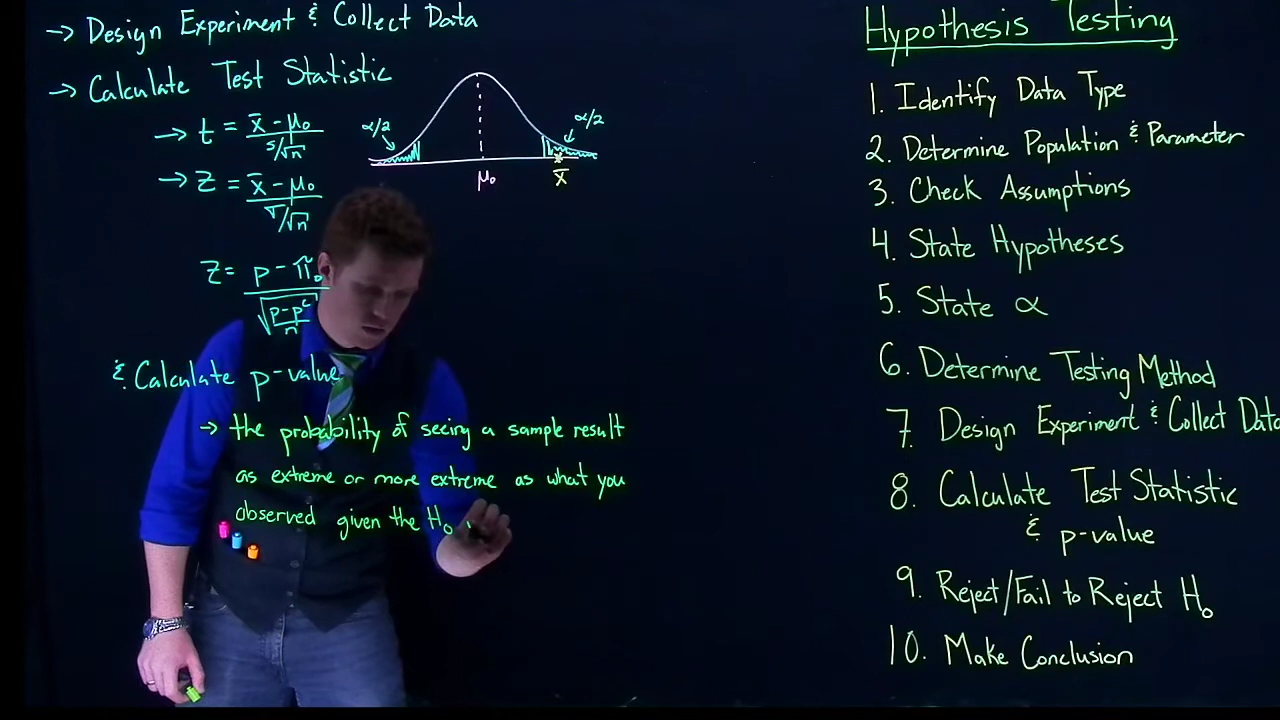 → Design Experiment & Collect Data
→ Calculate Test Statistic
→ t = x̄ - μ₀ / s/√n
→ z = x̄ - μ₀ / σ/√n
z = p - π₀ / √p-p² / n
α/2
α/2
μ₀
x̄
& Calculate p-value
→ the probability of seeing a sample result
as extreme or more extreme as what you
observed given the H₀
Hypothesis Testing
1. Identify Data Type
2. Determine Population & Parameter
3. Check Assumptions
4. State Hypotheses
5. State α
6. Determine Testing Method
7. Design Experiment & Collect Data
8. Calculate Test Statistic
& p-value
9. Reject/Fail to Reject H₀
10. Make Conclusion